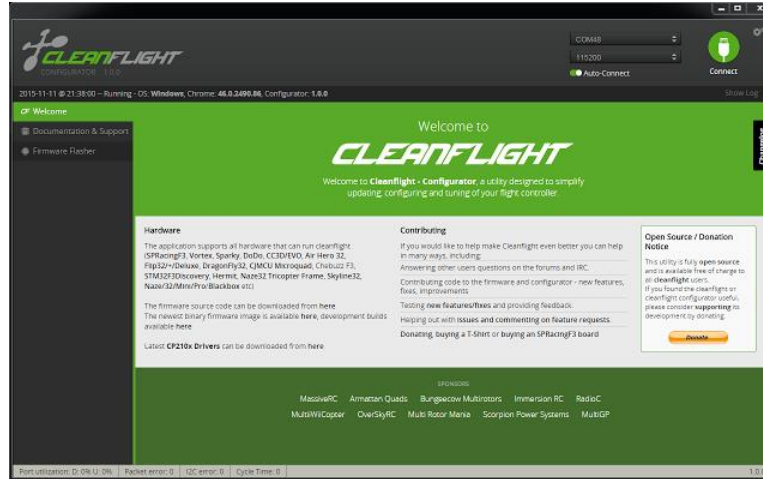 CLEANFLIGHT
CONFIGURATOR 1.0.0
COM48
115200
Auto-Connect
Connect
2015-11-11 @ 21:38:00 -- Running - OS: Windows, Chrome: 46.0.2490.86, Configurator: 1.0.0
Show Log
CF Welcome
Documentation & Support
Firmware Flasher
Welcome to
CLEANFLIGHT
Welcome to Cleanflight - Configurator, a utility designed to simplify
updating, configuring and tuning of your flight controller.
Changelog
Hardware
The application supports all hardware that can run cleanflight
(SPRacingF3, Vortex, Sparky, DoDo, CC3D/EVO, Air Hero 32,
Flip32/+/Deluxe, DragonFly32, CJMCU Microquad, Chebuzz F3,
STM32F3Discovery, Hermit, Naze32 Tricopter Frame, Skyline32,
Naze/32/Mini/Pro/Blackbox etc)
The firmware source code can be downloaded from here
The newest binary firmware image is available here, development builds
available here
Latest CP210x Drivers can be downloaded from here
Contributing
If you would like to help make Cleanflight even better you can help
in many ways, including:
Answering other users questions on the forums and IRC.
Contributing code to the firmware and configurator - new features,
fixes, improvements
Testing new features/fixes and providing feedback.
Helping out with issues and commenting on feature requests.
Donating, buying a T-Shirt or buying an SPRacingF3 board
Open Source / Donation
Notice
This utility is fully open source
and is available free of charge to
all cleanflight users.
If you found the cleanflight or
cleanflight configurator useful,
please consider supporting its
development by donating.
Donate
SPONSORS
MassiveRC Armattan Quads Bungeecow Multirotors Immersion RC RadioC
MultiWiiCopter OverSkyRC Multi Rotor Mania Scorpion Power Systems MultiGP
Port utilization: D: 0% U: 0% Packet error: 0 I2C error: 0 Cycle Time: 0
1.0.0